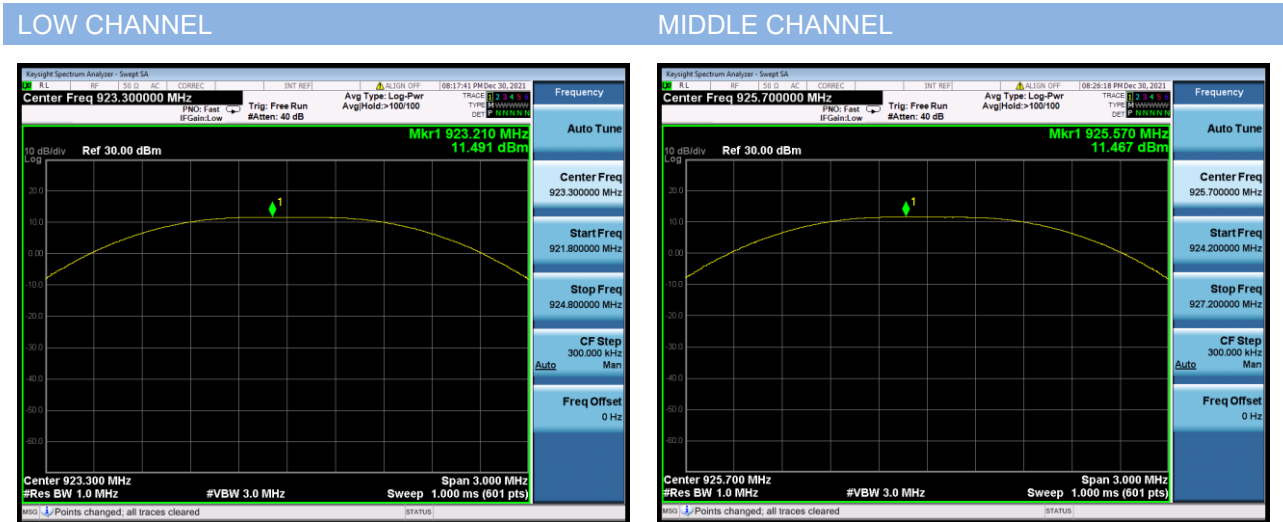 LOW CHANNEL
Keysight Spectrum Analyzer - Swept SA
RL RF 50 Ω AC CORREC INT REF ALIGN OFF 08:17:41 PM Dec 30, 2021
Center Freq 923.300000 MHz
PNO: Fast
IFGain:Low
Trig: Free Run
#Atten: 40 dB
Avg Type: Log-Pwr
Avg|Hold:>100/100
TRACE 1 2 3 4 5 6
TYPE M W W W W W
DET P N N N N N
Mkr1 923.210 MHz
11.491 dBm
10 dB/div Ref 30.00 dBm
Log
20.0
10.0
0.00
-10.0
-20.0
-30.0
-40.0
-50.0
-60.0
1
Center 923.300 MHz Span 3.000 MHz
#Res BW 1.0 MHz #VBW 3.0 MHz Sweep 1.000 ms (601 pts)
MSG Points changed; all traces cleared STATUS
Frequency
Auto Tune
Center Freq
923.300000 MHz
Start Freq
921.800000 MHz
Stop Freq
924.800000 MHz
CF Step
300.000 kHz
Auto Man
Freq Offset
0 Hz
MIDDLE CHANNEL
Keysight Spectrum Analyzer - Swept SA
RL RF 50 Ω AC CORREC INT REF ALIGN OFF 08:26:18 PM Dec 30, 2021
Center Freq 925.700000 MHz
PNO: Fast
IFGain:Low
Trig: Free Run
#Atten: 40 dB
Avg Type: Log-Pwr
Avg|Hold:>100/100
TRACE 1 2 3 4 5 6
TYPE M W W W W W
DET P N N N N N
Mkr1 925.570 MHz
11.467 dBm
10 dB/div Ref 30.00 dBm
Log
20.0
10.0
0.00
-10.0
-20.0
-30.0
-40.0
-50.0
-60.0
1
Center 925.700 MHz Span 3.000 MHz
#Res BW 1.0 MHz #VBW 3.0 MHz Sweep 1.000 ms (601 pts)
MSG Points changed; all traces cleared STATUS
Frequency
Auto Tune
Center Freq
925.700000 MHz
Start Freq
924.200000 MHz
Stop Freq
927.200000 MHz
CF Step
300.000 kHz
Auto Man
Freq Offset
0 Hz